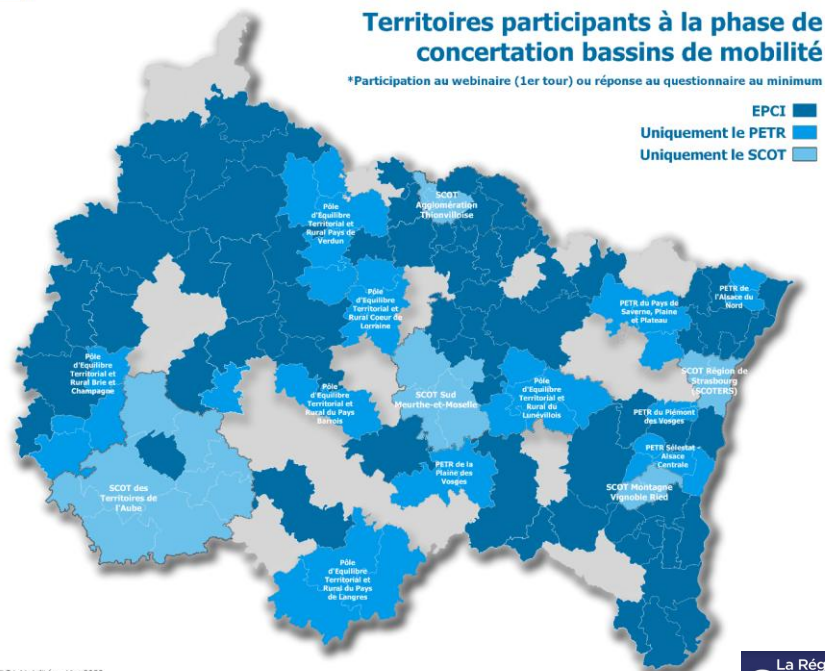 Territoires participants à la phase de
concertation bassins de mobilité
*Participation au webinaire (1er tour) ou réponse au questionnaire au minimum
EPCI
Uniquement le PETR
Uniquement le SCOT
SCOT
Agglomération
Thionvilloise
Pôle
d'Équilibre
Territorial et
Rural Pays de
Verdun
PETR de
l'Alsace du
Nord
Pôle
d'Equilibre
Territorial et
Rural Coeur de
Lorraine
PETR du Pays de
Saverne, Plaine
et Plateau
Pôle
d'Equilibre
Territorial et
Rural Brie et
Champagne
SCOT Région de
Strasbourg
(SCOTERS)
Pôle
d'Equilibre
Territorial et
Rural du Pays
Barrois
SCOT Sud
Meurthe-et-Moselle
Pôle
d'Equilibre
Territorial et
Rural du
Lunévillois
PETR du Piémont
des Vosges
PETR Sélestat -
Alsace
Centrale
PETR de la
Plaine des
Vosges
SCOT des
Territoires de
l'Aube
SCOT Montagne
Vignoble Ried
Pôle
d'Equilibre
Territorial et
Rural du Pays
de Langres
La Rég